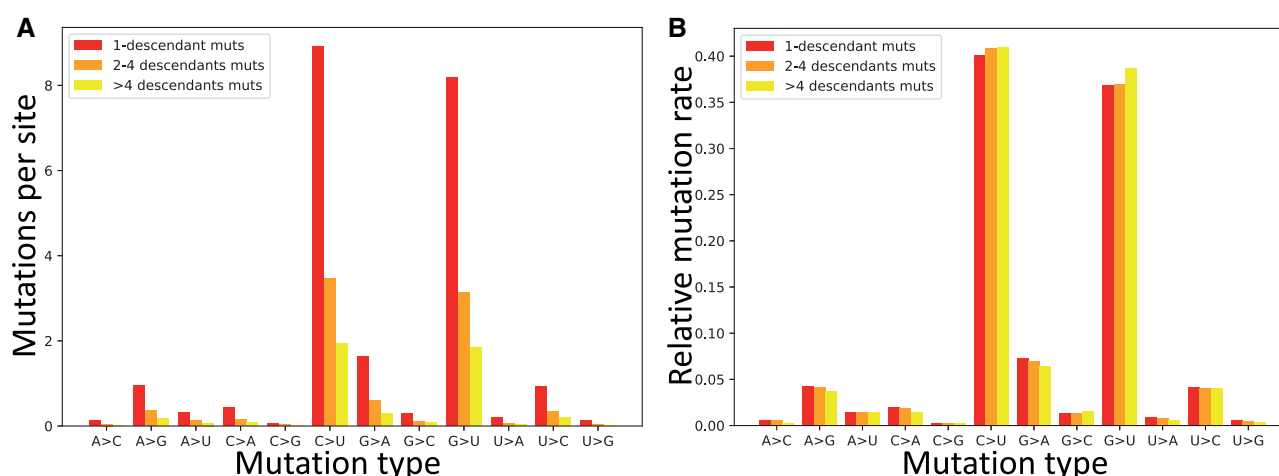 A
1-descendant muts
2-4 descendants muts
>4 descendants muts
Mutations per site
8
6
4
2
0
A>C A>G A>U C>A C>G C>U G>A G>C G>U U>A U>C U>G
Mutation type
B
1-descendant muts
2-4 descendants muts
>4 descendants muts
Relative mutation rate
0.40
0.35
0.30
0.25
0.20
0.15
0.10
0.05
0.00
A>C A>G A>U C>A C>G C>U G>A G>C G>U U>A U>C U>G
Mutation type